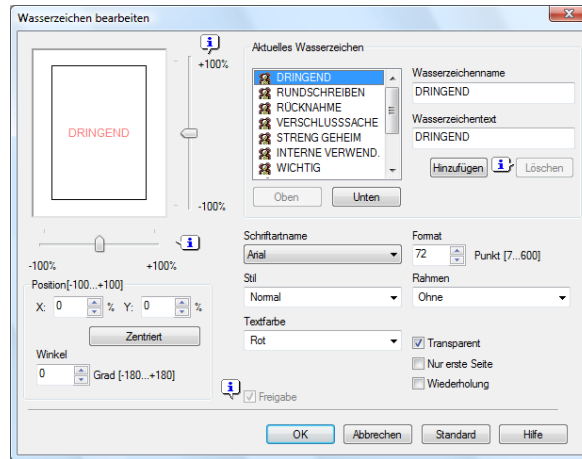 Wasserzeichen bearbeiten
DRINGEND
+100%
-100%
-100%
+100%
Position[-100...+100]
X: 0 % Y: 0 %
Zentriert
Winkel
0 Grad [-180...+180]
Aktuelles Wasserzeichen
DRINGEND
RUNDSCHREIBEN
RÜCKNAHME
VERSCHLUSSSACHE
STRENG GEHEIM
INTERNE VERWEND.
WICHTIG
Oben
Unten
Wasserzeichenname
DRINGEND
Wasserzeichentext
DRINGEND
Hinzufügen
Löschen
Schriftartname
Arial
Format
72 Punkt [7...600]
Stil
Normal
Rahmen
Ohne
Textfarbe
Rot
Transparent
Nur erste Seite
Wiederholung
Freigabe
OK
Abbrechen
Standard
Hilfe